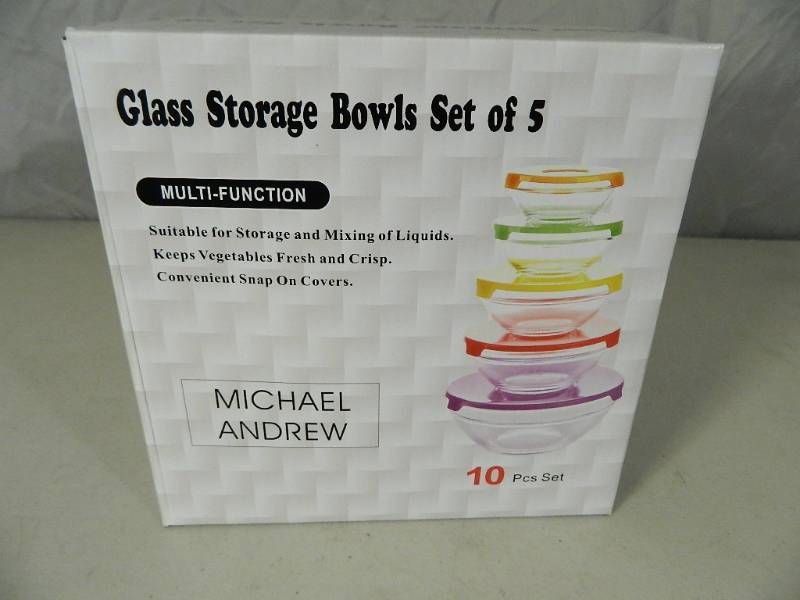 Glass Storage Bowls Set of 5
MULTI-FUNCTION
Suitable for Storage and Mixing of Liquids.
Keeps Vegetables Fresh and Crisp.
Convenient Snap On Covers.
MICHAEL
ANDREW
10 Pcs Set